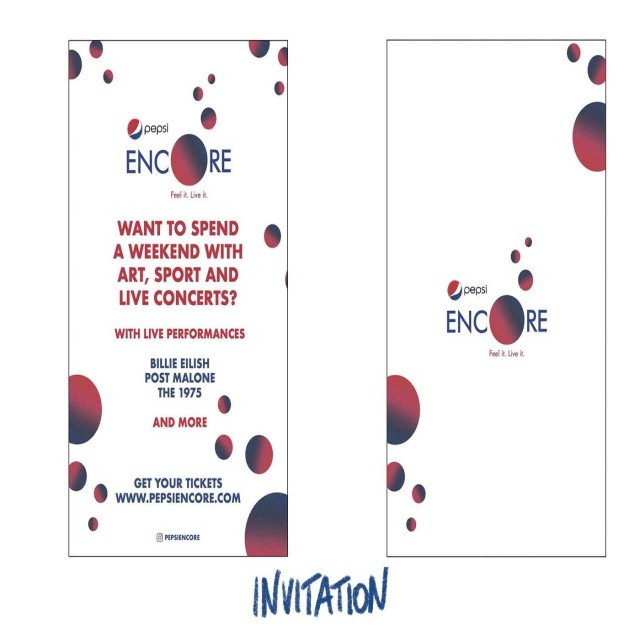 pepsi
ENCORE
Feel it. Live it.
WANT TO SPEND
A WEEKEND WITH
ART, SPORT AND
LIVE CONCERTS?
WITH LIVE PERFORMANCES
BILLIE EILISH
POST MALONE
THE 1975
AND MORE
GET YOUR TICKETS
WWW.PEPSIENCORE.COM
PEPSIENCORE
pepsi
ENCORE
Feel it. Live it.
INVITATION